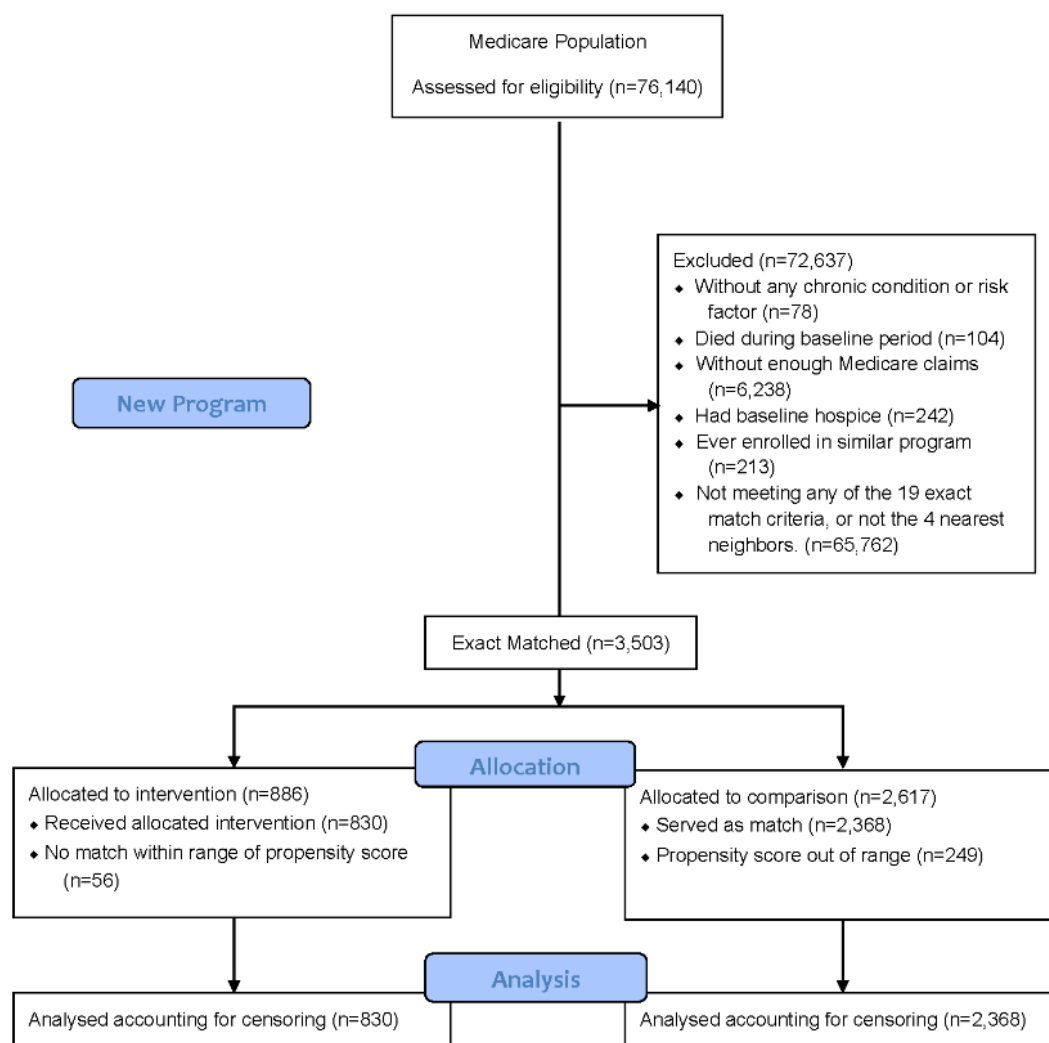 Medicare Population
Assessed for eligibility (n=76,140)
Excluded (n=72,637)
⬥ Without any chronic condition or risk
factor (n=78)
⬥ Died during baseline period (n=104)
⬥ Without enough Medicare claims
(n=6,238)
⬥ Had baseline hospice (n=242)
⬥ Ever enrolled in similar program
(n=213)
⬥ Not meeting any of the 19 exact
match criteria, or not the 4 nearest
neighbors. (n=65,762)
New Program
Exact Matched (n=3,503)
Allocation
Allocated to intervention (n=886)
⬥ Received allocated intervention (n=830)
⬥ No match within range of propensity score
(n=56)
Allocated to comparison (n=2,617)
⬥ Served as match (n=2,368)
⬥ Propensity score out of range (n=249)
Analysis
Analysed accounting for censoring (n=830)
Analysed accounting for censoring (n=2,368)